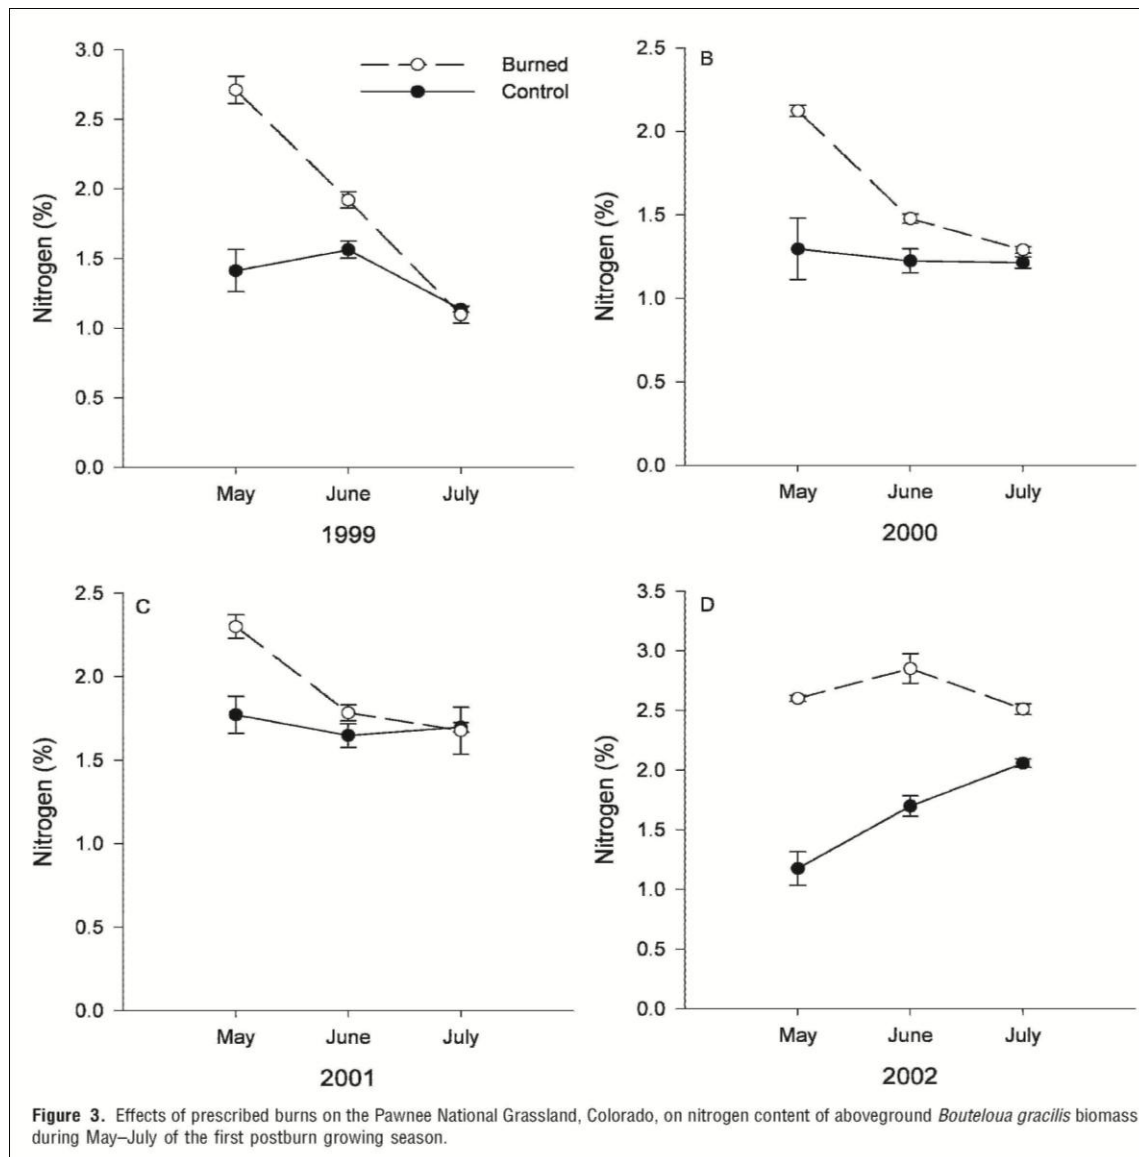 3.0
2.5
2.0
1.5
1.0
0.5
0.0
Nitrogen (%)
Burned
Control
May June July
1999
B
2.5
2.0
1.5
1.0
0.5
0.0
Nitrogen (%)
May June July
2000
C
2.5
2.0
1.5
1.0
0.5
0.0
Nitrogen (%)
May June July
2001
D
3.5
3.0
2.5
2.0
1.5
1.0
0.5
0.0
Nitrogen (%)
May June July
2002
Figure 3. Effects of prescribed burns on the Pawnee National Grassland, Colorado, on nitrogen content of aboveground Bouteloua gracilis biomass
during May–July of the first postburn growing season.